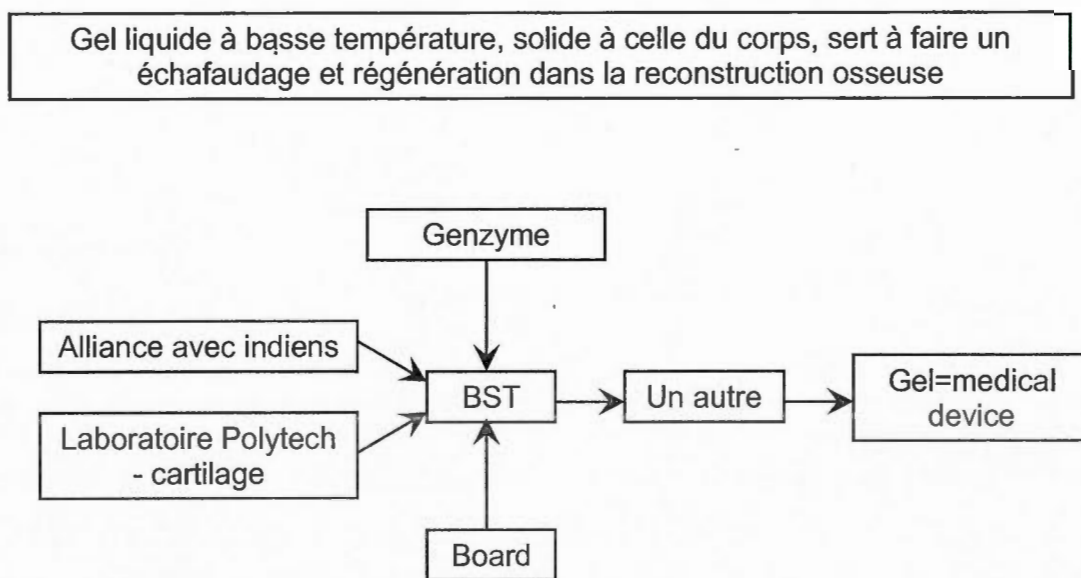 Gel liquide à basse température, solide à celle du corps, sert à faire un
échafaudage et régénération dans la reconstruction osseuse
Genzyme
Alliance avec indiens
BST
Un autre
Gel=medical
device
Laboratoire Polytech
- cartilage
Board